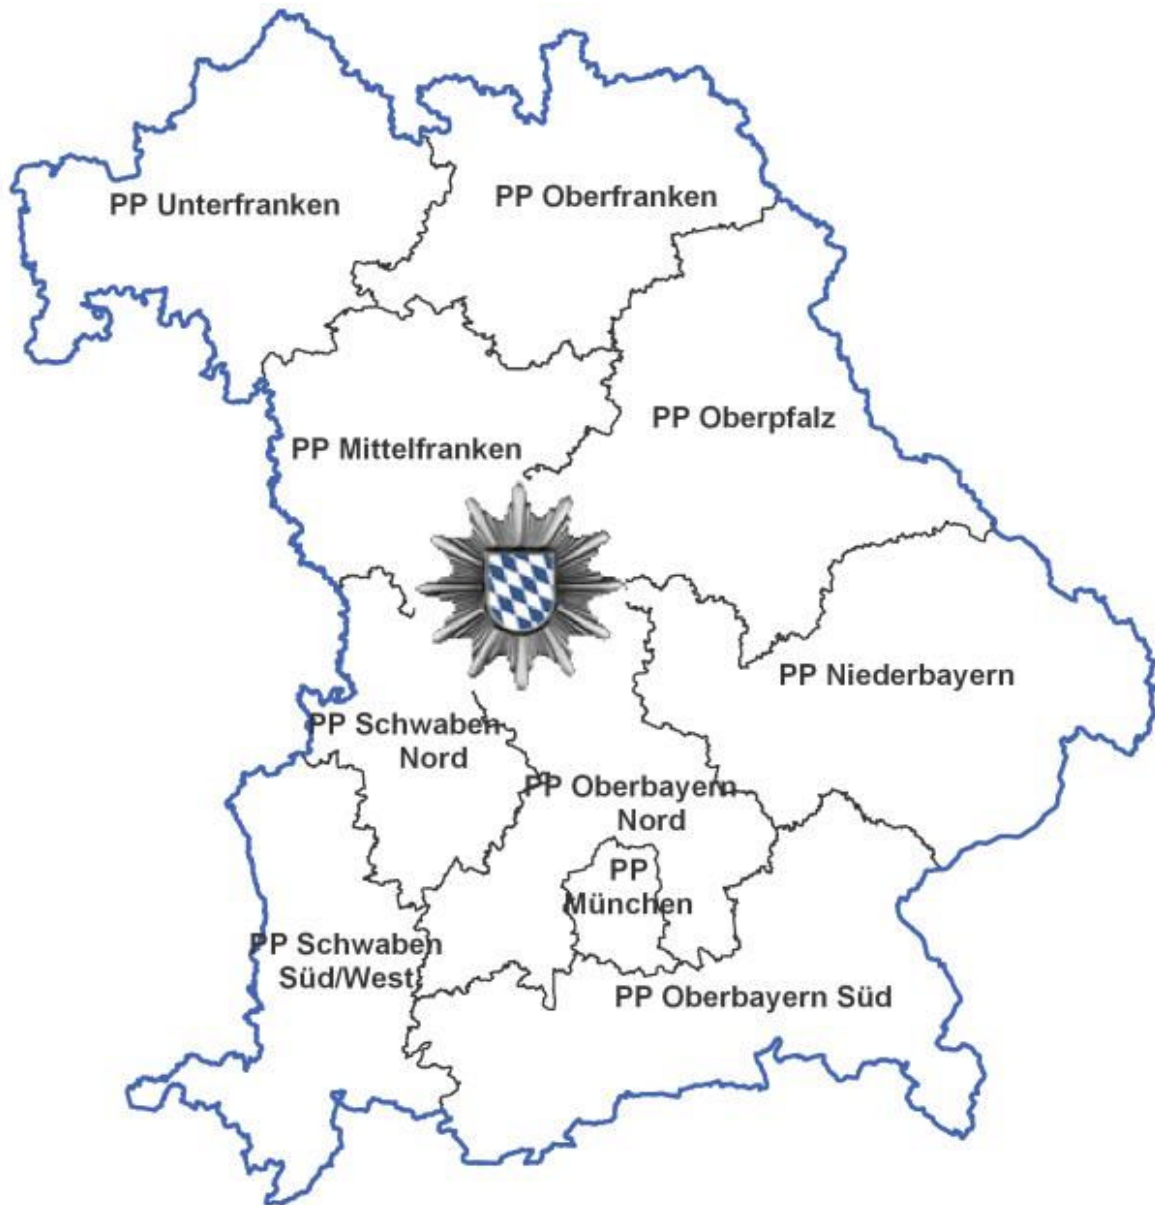 PP Unterfranken
PP Oberfranken
PP Oberpfalz
PP Mittelfranken
PP Niederbayern
PP Schwaben
Nord
PP Oberbayern
Nord
PP
München
PP Schwaben
Süd/West
PP Oberbayern Süd